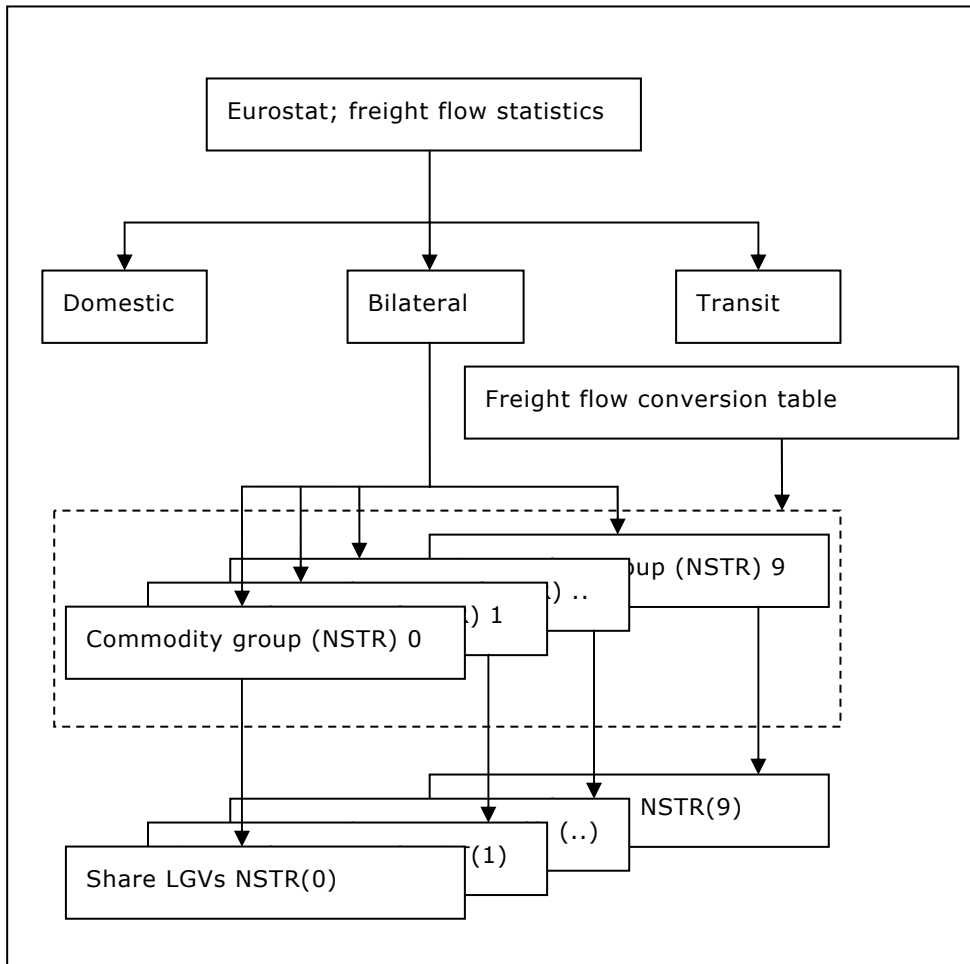 Eurostat; freight flow statistics
Domestic
Bilateral
Transit
Freight flow conversion table
(NSTR) 9
) ..
) 1
Commodity group (NSTR) 0
NSTR(9)
(..)
(1)
Share LGVs NSTR(0)